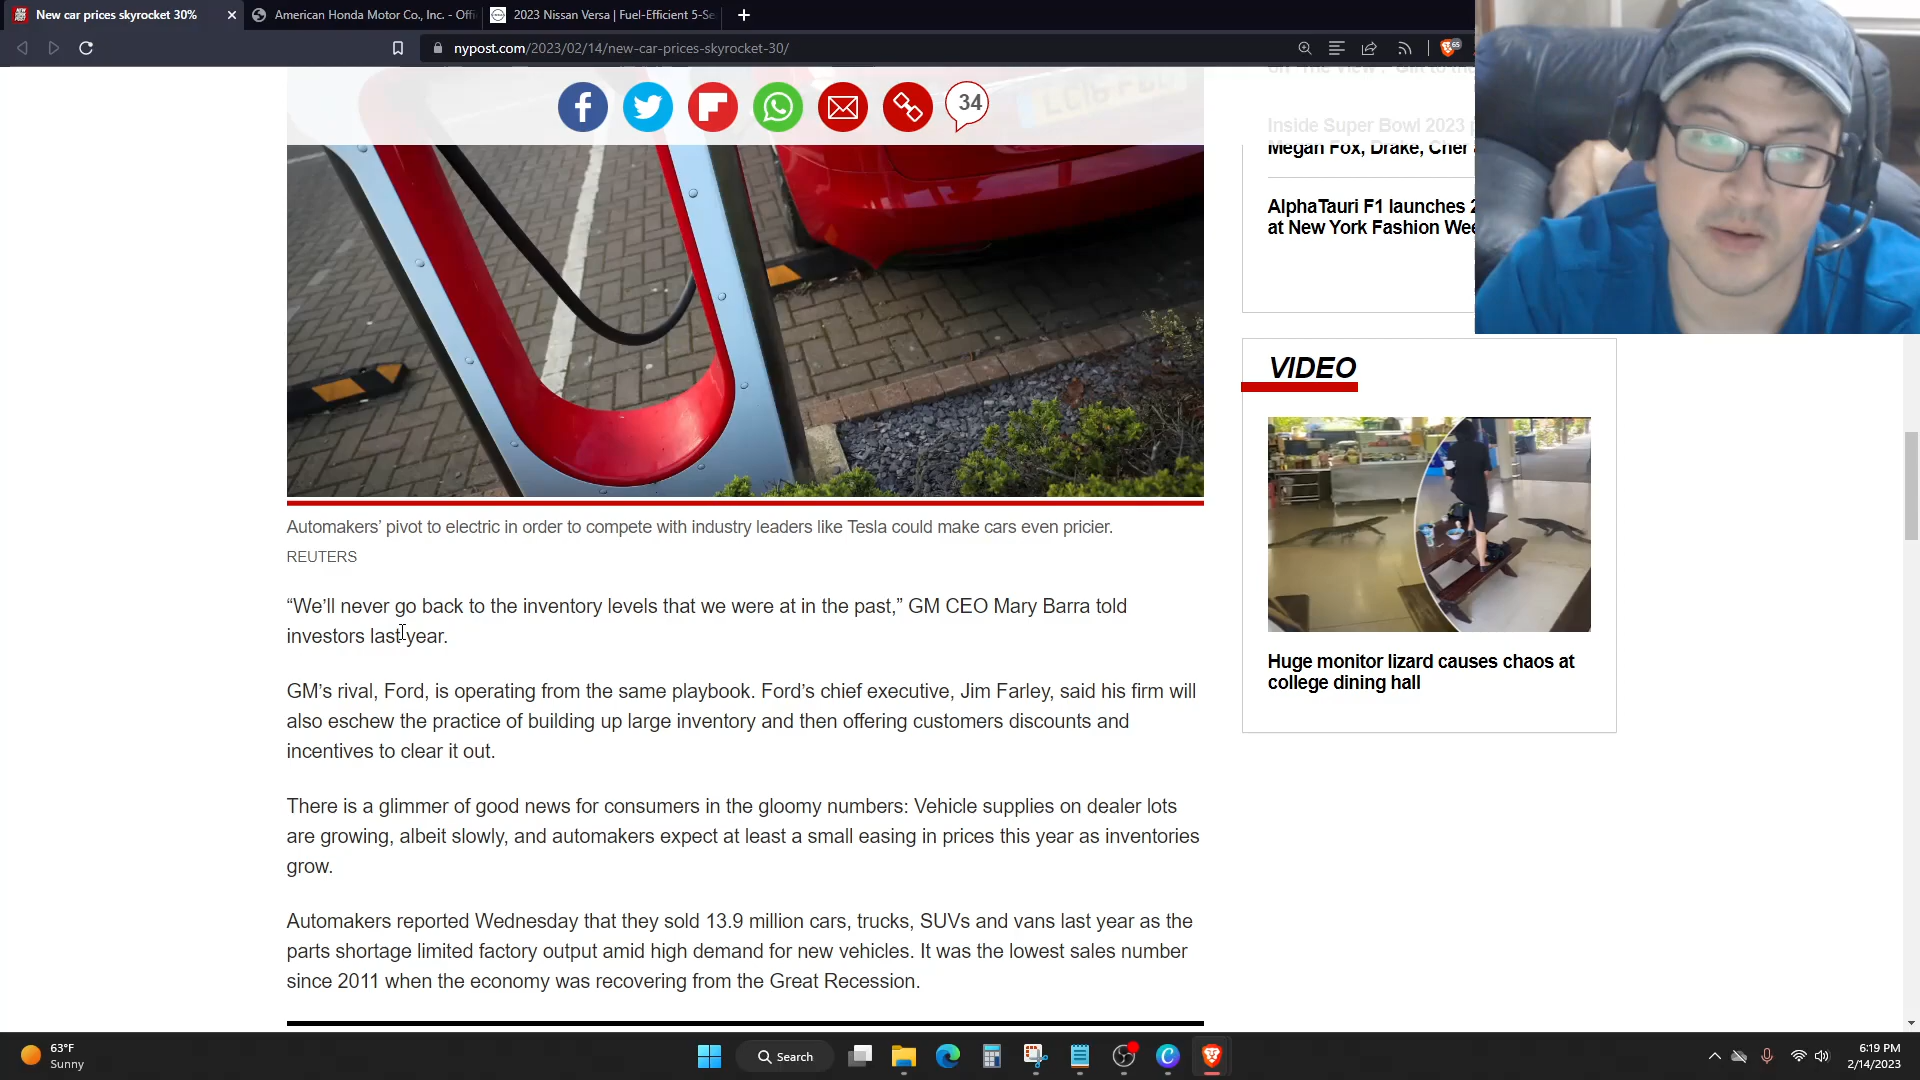 New car prices skyrocket 30%
American Honda Motor Co., Inc. - Offi
2023 Nissan Versa | Fuel-Efficient 5-Se
nypost.com/2023/02/14/new-car-prices-skyrocket-30/
65
34
on "The View":
Inside Super Bowl 2023
Megan Fox, Drake, Cher
AlphaTauri F1 launches
at New York Fashion Wee
VIDEO
Automakers’ pivot to electric in order to compete with industry leaders like Tesla could make cars even pricier.
REUTERS
“We’ll never go back to the inventory levels that we were at in the past,” GM CEO Mary Barra told
investors last year.
GM’s rival, Ford, is operating from the same playbook. Ford’s chief executive, Jim Farley, said his firm will
also eschew the practice of building up large inventory and then offering customers discounts and
incentives to clear it out.
There is a glimmer of good news for consumers in the gloomy numbers: Vehicle supplies on dealer lots
are growing, albeit slowly, and automakers expect at least a small easing in prices this year as inventories
grow.
Automakers reported Wednesday that they sold 13.9 million cars, trucks, SUVs and vans last year as the
parts shortage limited factory output amid high demand for new vehicles. It was the lowest sales number
since 2011 when the economy was recovering from the Great Recession.
Huge monitor lizard causes chaos at
college dining hall
63°F
Sunny
Search
6:19 PM
2/14/2023